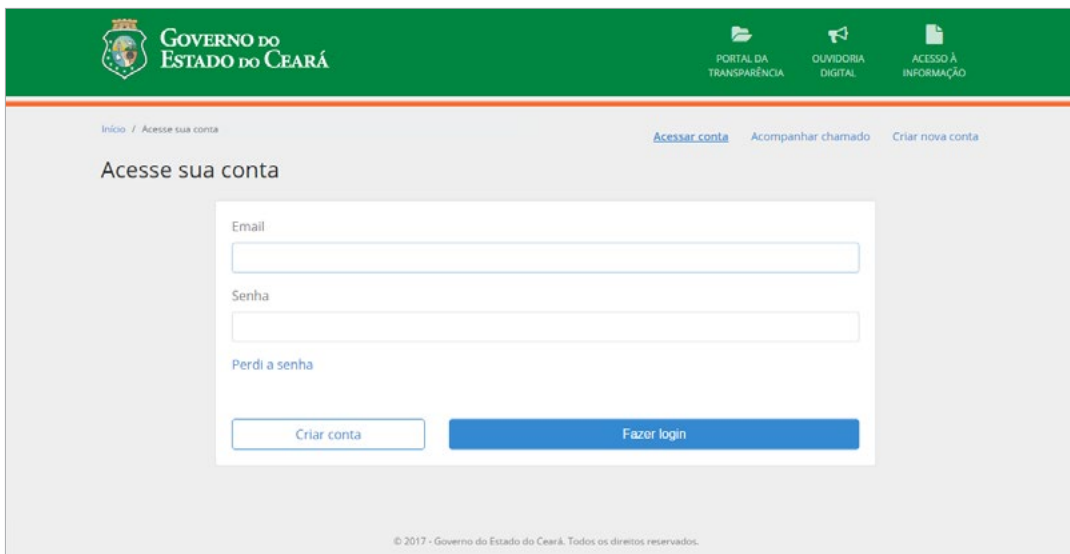 GOVERNO DO
ESTADO DO CEARÁ
PORTAL DA
TRANSPARÊNCIA
OUVIDORIA
DIGITAL
ACESSO À
INFORMAÇÃO
Início / Acesse sua conta
Acessar conta Acompanhar chamado Criar nova conta
Acesse sua conta
Email
Senha
Perdi a senha
Criar conta Fazer login
© 2017 - Governo do Estado do Ceará. Todos os direitos reservados.